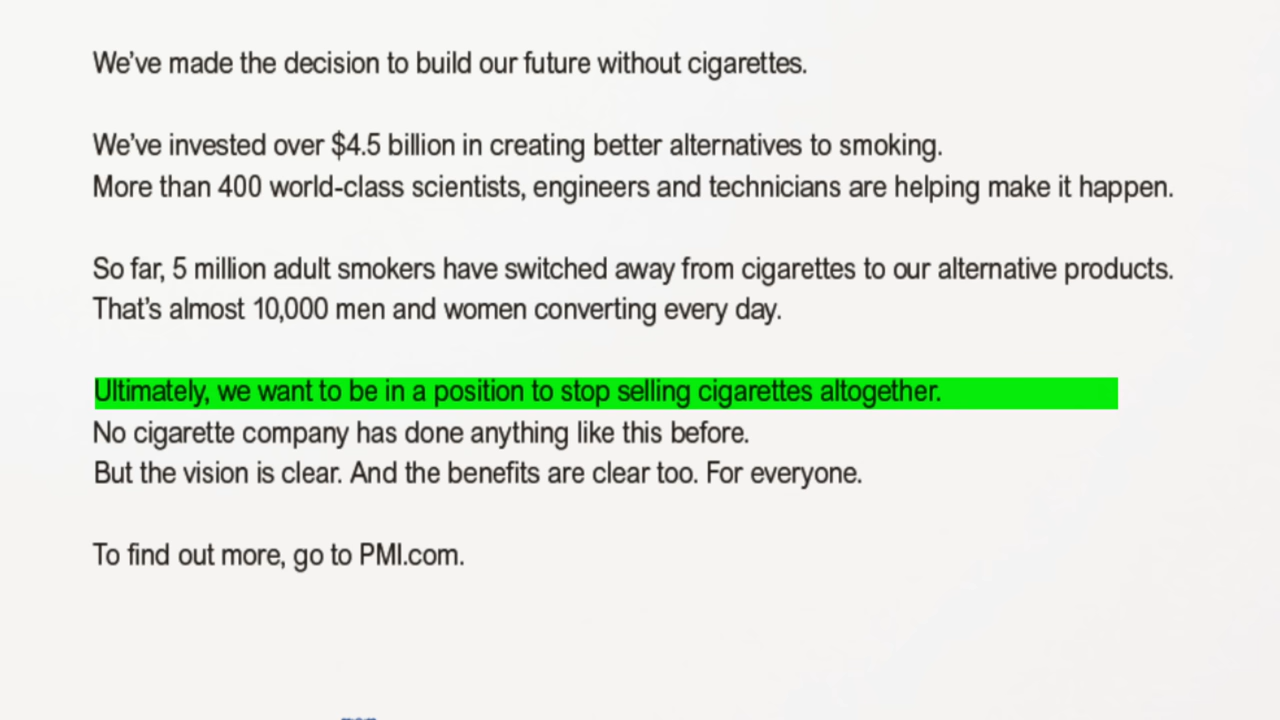 We’ve made the decision to build our future without cigarettes.
We’ve invested over $4.5 billion in creating better alternatives to smoking.
More than 400 world-class scientists, engineers and technicians are helping make it happen.
So far, 5 million adult smokers have switched away from cigarettes to our alternative products.
That’s almost 10,000 men and women converting every day.
Ultimately, we want to be in a position to stop selling cigarettes altogether.
No cigarette company has done anything like this before.
But the vision is clear. And the benefits are clear too. For everyone.
To find out more, go to PMI.com.